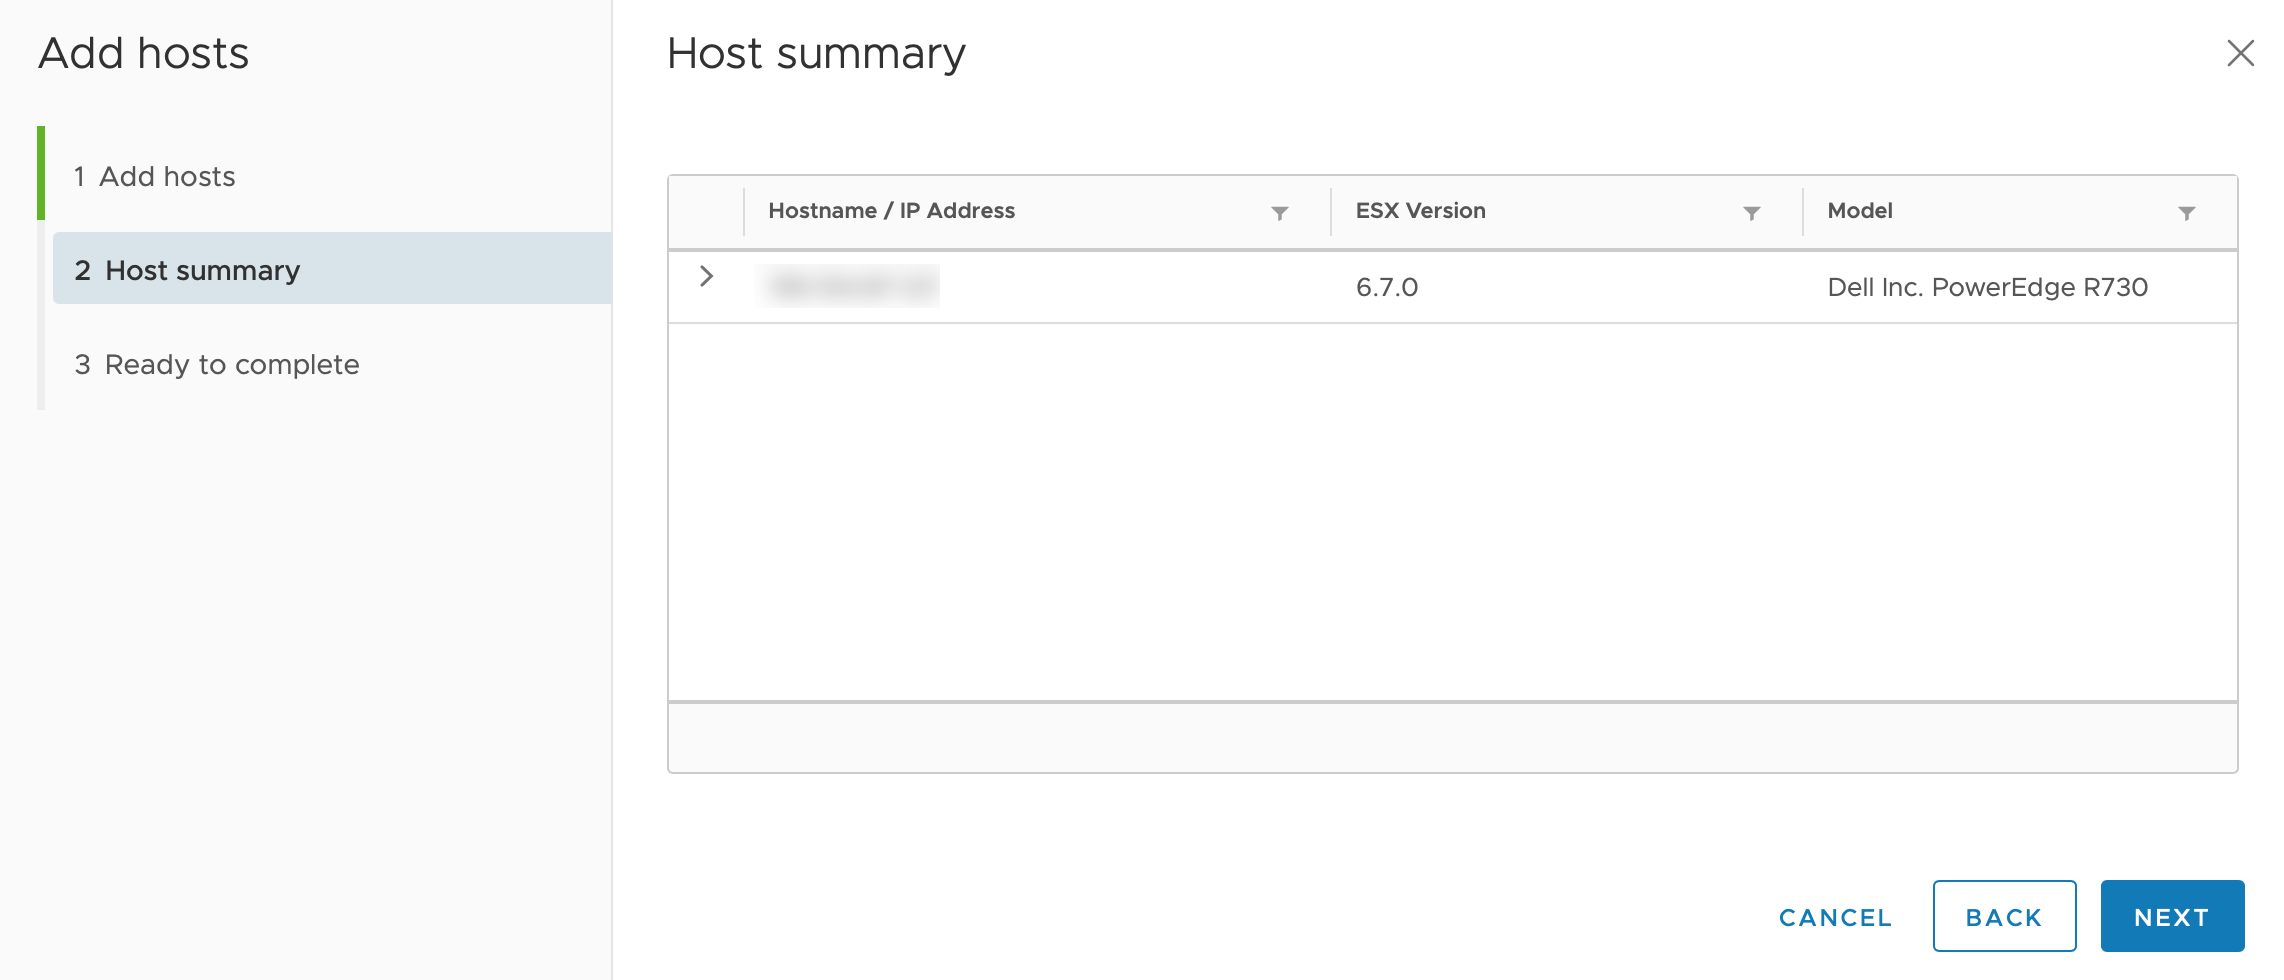 Add hosts
1 Add hosts
2 Host summary
3 Ready to complete
Host summary
Hostname / IP Address ESX Version Model
6.7.0 Dell Inc. PowerEdge R730
CANCEL BACK NEXT